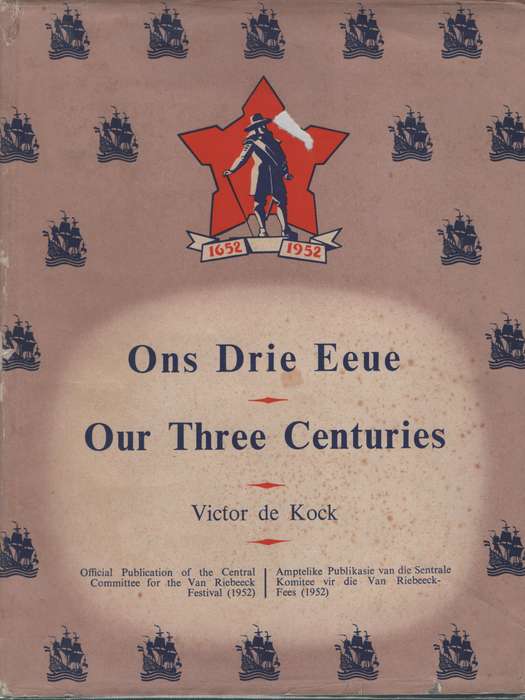 1652 1952
Ons Drie Eeue
Our Three Centuries
Victor de Kock
Official Publication of the Central
Committee for the Van Riebeeck
Festival (1952)
Amptelike Publikasie van die Sentrale
Komitee vir die Van Riebeeck-
Fees (1952)